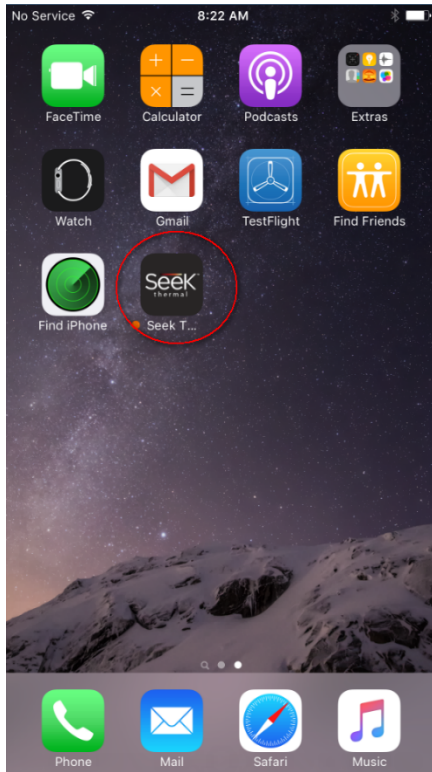 No Service 8:22 AM
FaceTime Calculator Podcasts Extras
Watch Gmail TestFlight Find Friends
Seek
thermal
Find iPhone Seek T...
Phone Mail Safari Music